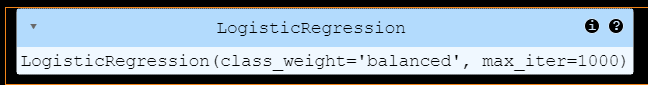 LogisticRegression
LogisticRegression(class_weight='balanced', max_iter=1000)